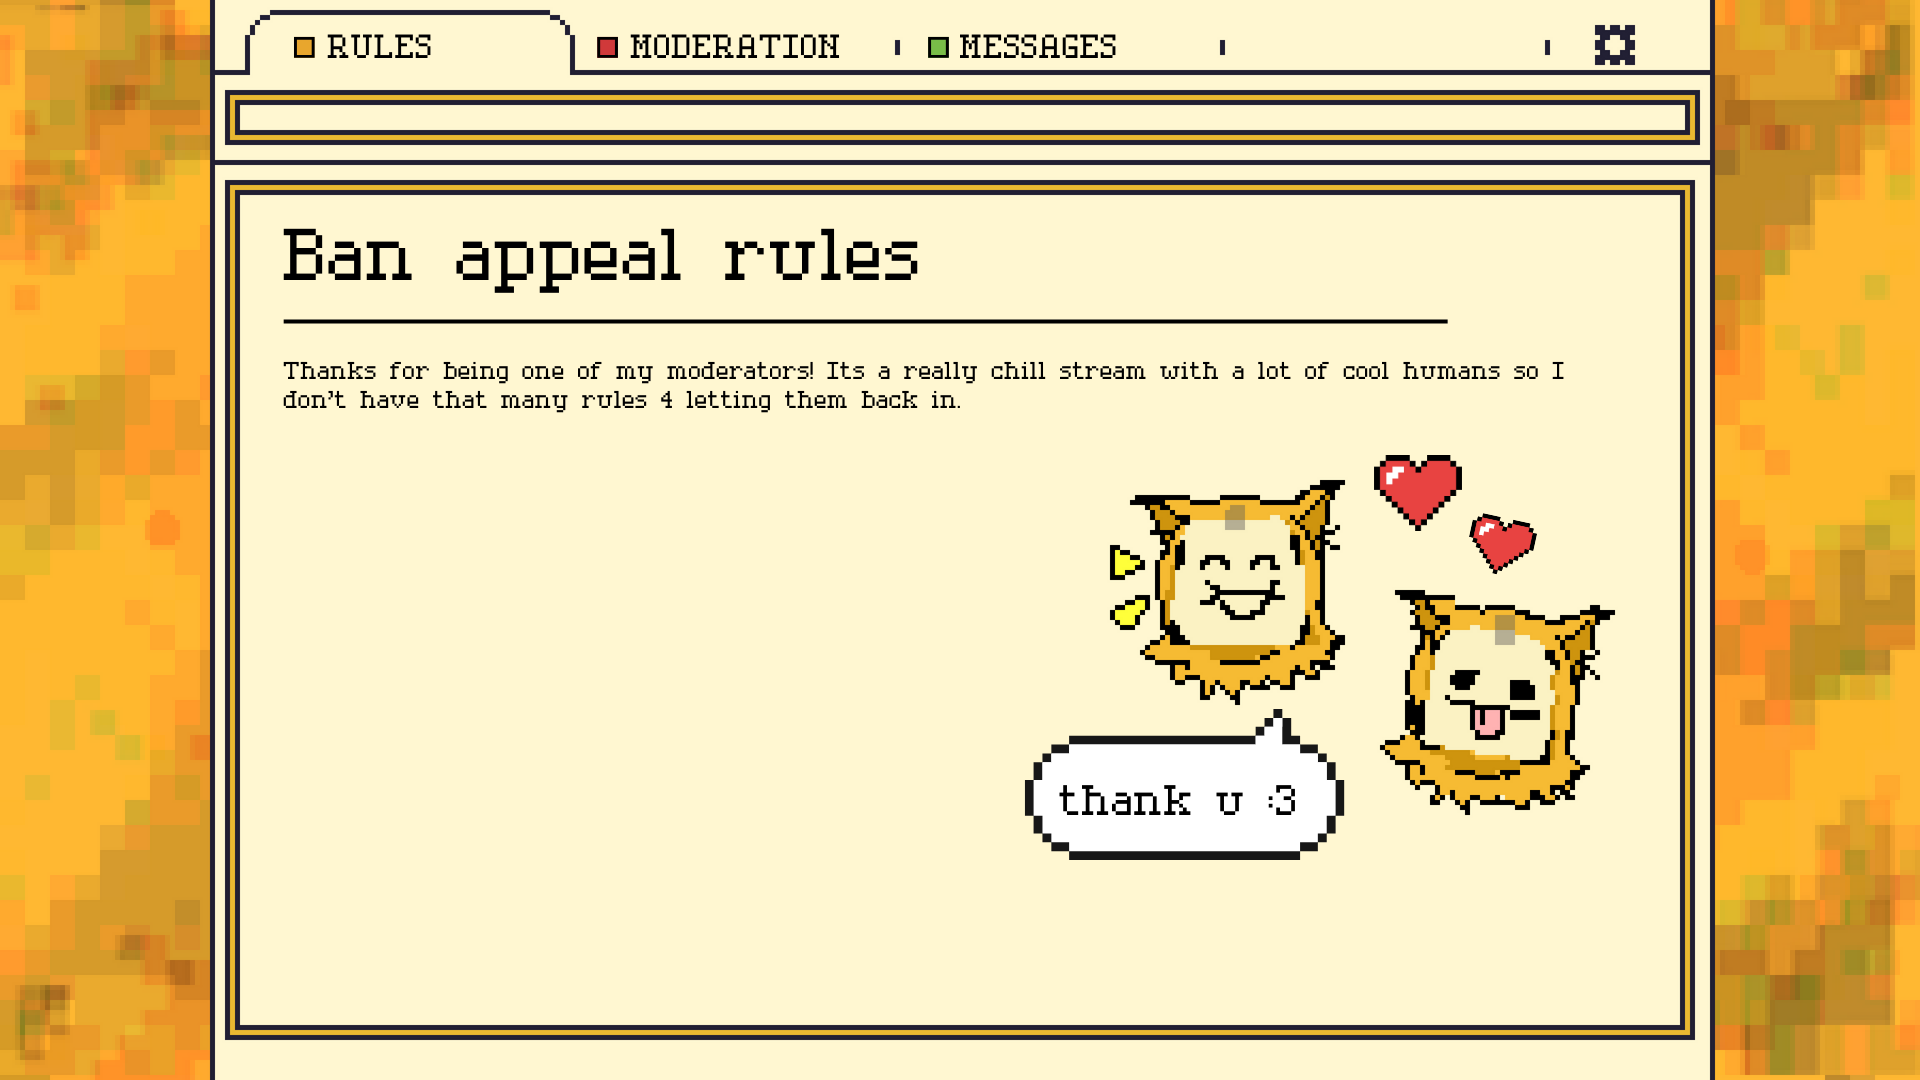 RULES MODERATION MESSAGES
Ban appeal rules
Thanks for being one of my moderators! Its a really chill stream with a lot of cool humans so I
don't have that many rules 4 letting them back in.
thank u :3